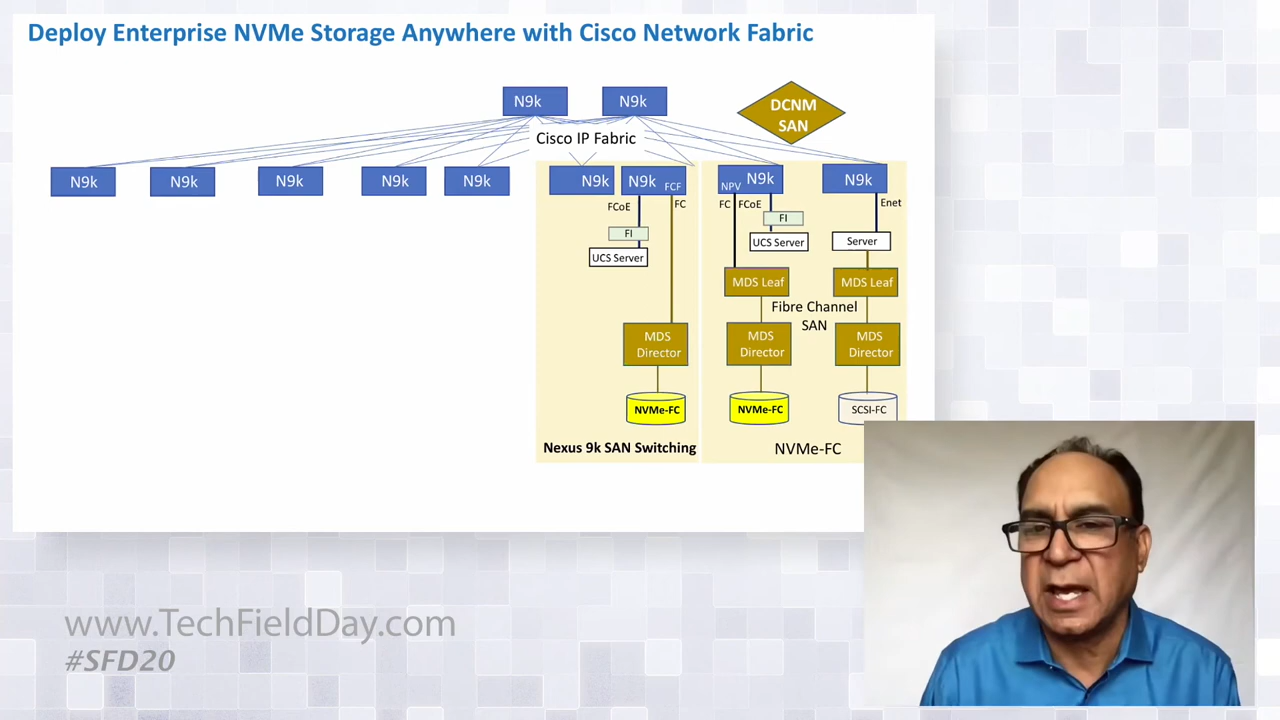 Deploy Enterprise NVMe Storage Anywhere with Cisco Network Fabric
N9k
N9k
DCNM
SAN
Cisco IP Fabric
N9k
N9k
N9k
N9k
N9k
N9k
N9k
FCF
NPV
N9k
N9k
FCoE
FC
FC
FCoE
Enet
FI
FI
UCS Server
UCS Server
Server
MDS Leaf
MDS Leaf
Fibre Channel
SAN
MDS
Director
MDS
Director
MDS
Director
NVMe-FC
NVMe-FC
SCSI-FC
Nexus 9k SAN Switching
NVMe-FC
www.TechFieldDay.com
#SFD20